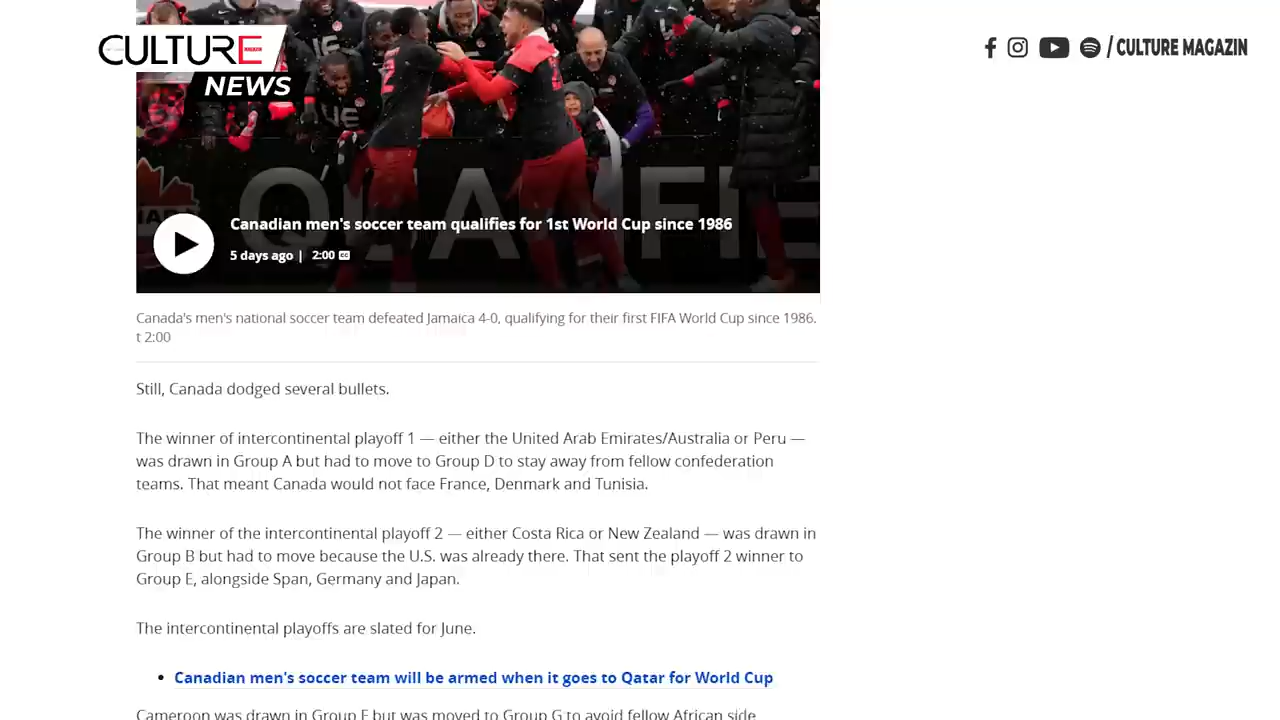 CULTURE
NEWS
/ CULTURE MAGAZIN
QUALIFIE
Canadian men's soccer team qualifies for 1st World Cup since 1986
5 days ago | 2:00 CC
Canada's men's national soccer team defeated Jamaica 4-0, qualifying for their first FIFA World Cup since 1986.
t 2:00
Still, Canada dodged several bullets.
The winner of intercontinental playoff 1 — either the United Arab Emirates/Australia or Peru —
was drawn in Group A but had to move to Group D to stay away from fellow confederation
teams. That meant Canada would not face France, Denmark and Tunisia.
The winner of the intercontinental playoff 2 — either Costa Rica or New Zealand — was drawn in
Group B but had to move because the U.S. was already there. That sent the playoff 2 winner to
Group E, alongside Span, Germany and Japan.
The intercontinental playoffs are slated for June.
• Canadian men's soccer team will be armed when it goes to Qatar for World Cup
Cameroon was drawn in Group F but was moved to Group G to avoid fellow African side